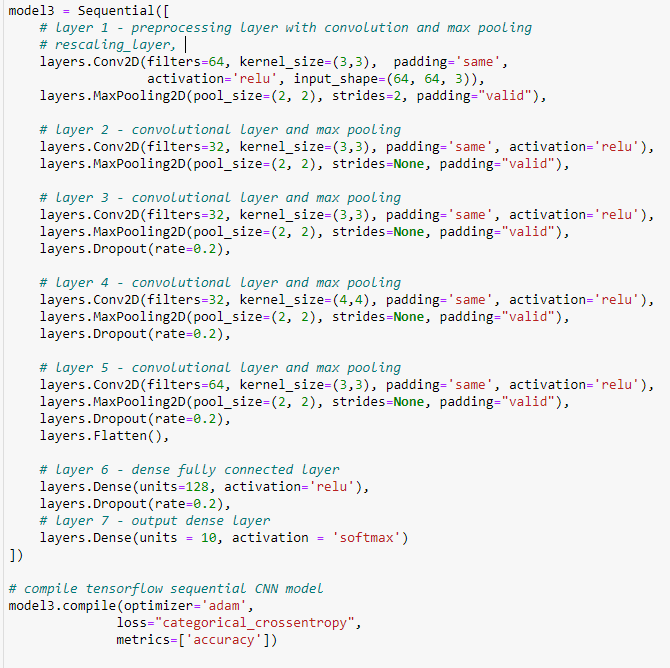 model3 = Sequential([
    # layer 1 - preprocessing layer with convolution and max pooling
    # rescaling_layer, 
    layers.Conv2D(filters=64, kernel_size=(3,3),  padding='same',
                  activation='relu', input_shape=(64, 64, 3)),
    layers.MaxPooling2D(pool_size=(2, 2), strides=2, padding="valid"),

    # layer 2 - convolutional layer and max pooling
    layers.Conv2D(filters=32, kernel_size=(3,3), padding='same', activation='relu'),
    layers.MaxPooling2D(pool_size=(2, 2), strides=None, padding="valid"),

    # layer 3 - convolutional layer and max pooling
    layers.Conv2D(filters=32, kernel_size=(3,3), padding='same', activation='relu'),
    layers.MaxPooling2D(pool_size=(2, 2), strides=None, padding="valid"),
    layers.Dropout(rate=0.2),

    # layer 4 - convolutional layer and max pooling
    layers.Conv2D(filters=32, kernel_size=(4,4), padding='same', activation='relu'),
    layers.MaxPooling2D(pool_size=(2, 2), strides=None, padding="valid"),
    layers.Dropout(rate=0.2),

    # layer 5 - convolutional layer and max pooling
    layers.Conv2D(filters=64, kernel_size=(3,3), padding='same', activation='relu'),
    layers.MaxPooling2D(pool_size=(2, 2), strides=None, padding="valid"),
    layers.Dropout(rate=0.2),
    layers.Flatten(),

    # layer 6 - dense fully connected layer
    layers.Dense(units=128, activation='relu'),
    layers.Dropout(rate=0.2),
    # layer 7 - output dense layer
    layers.Dense(units = 10, activation = 'softmax')
])

# compile tensorflow sequential CNN model
model3.compile(optimizer='adam',
              loss="categorical_crossentropy",
              metrics=['accuracy'])